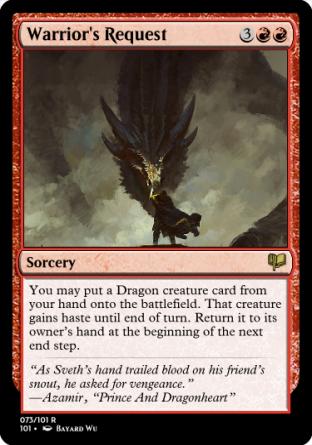 Warrior's Request 3
Sorcery
You may put a Dragon creature card from
your hand onto the battlefield. That creature
gains haste until end of turn. Return it to its
owner's hand at the beginning of the next
end step.
“As Sveth's hand trailed blood on his friend's
snout, he asked for vengeance.”
—Azamir, “Prince And Dragonheart”
073/101 R
101 • Bayard Wu